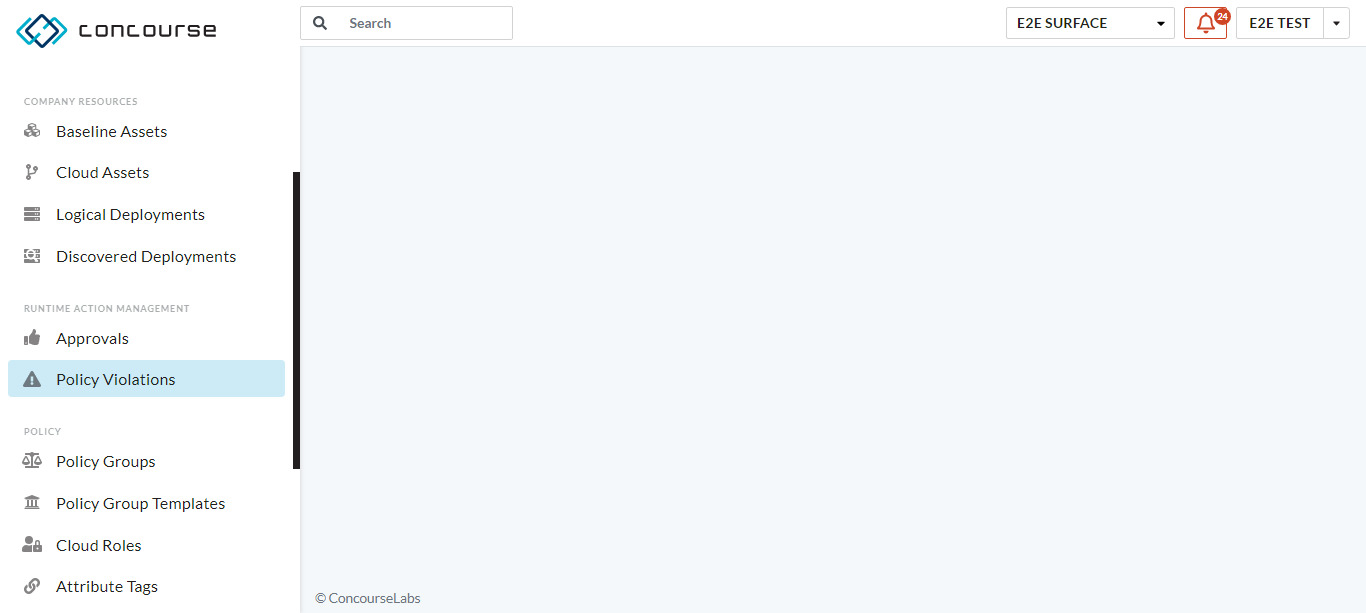 concourse
Search
E2E SURFACE
24
E2E TEST
COMPANY RESOURCES
Baseline Assets
Cloud Assets
Logical Deployments
Discovered Deployments
RUNTIME ACTION MANAGEMENT
Approvals
Policy Violations
POLICY
Policy Groups
Policy Group Templates
Cloud Roles
Attribute Tags
© ConcourseLabs